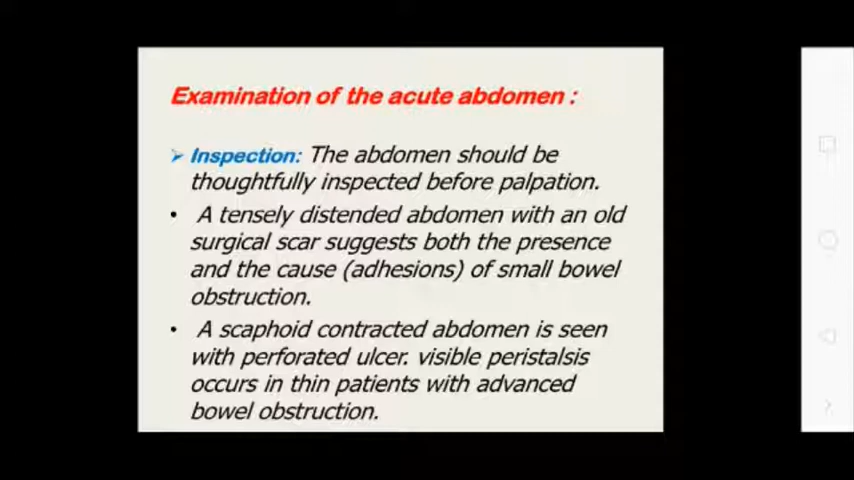 Examination of the acute abdomen :
➢ Inspection: The abdomen should be
thoughtfully inspected before palpation.
• A tensely distended abdomen with an old
surgical scar suggests both the presence
and the cause (adhesions) of small bowel
obstruction.
• A scaphoid contracted abdomen is seen
with perforated ulcer. visible peristalsis
occurs in thin patients with advanced
bowel obstruction.